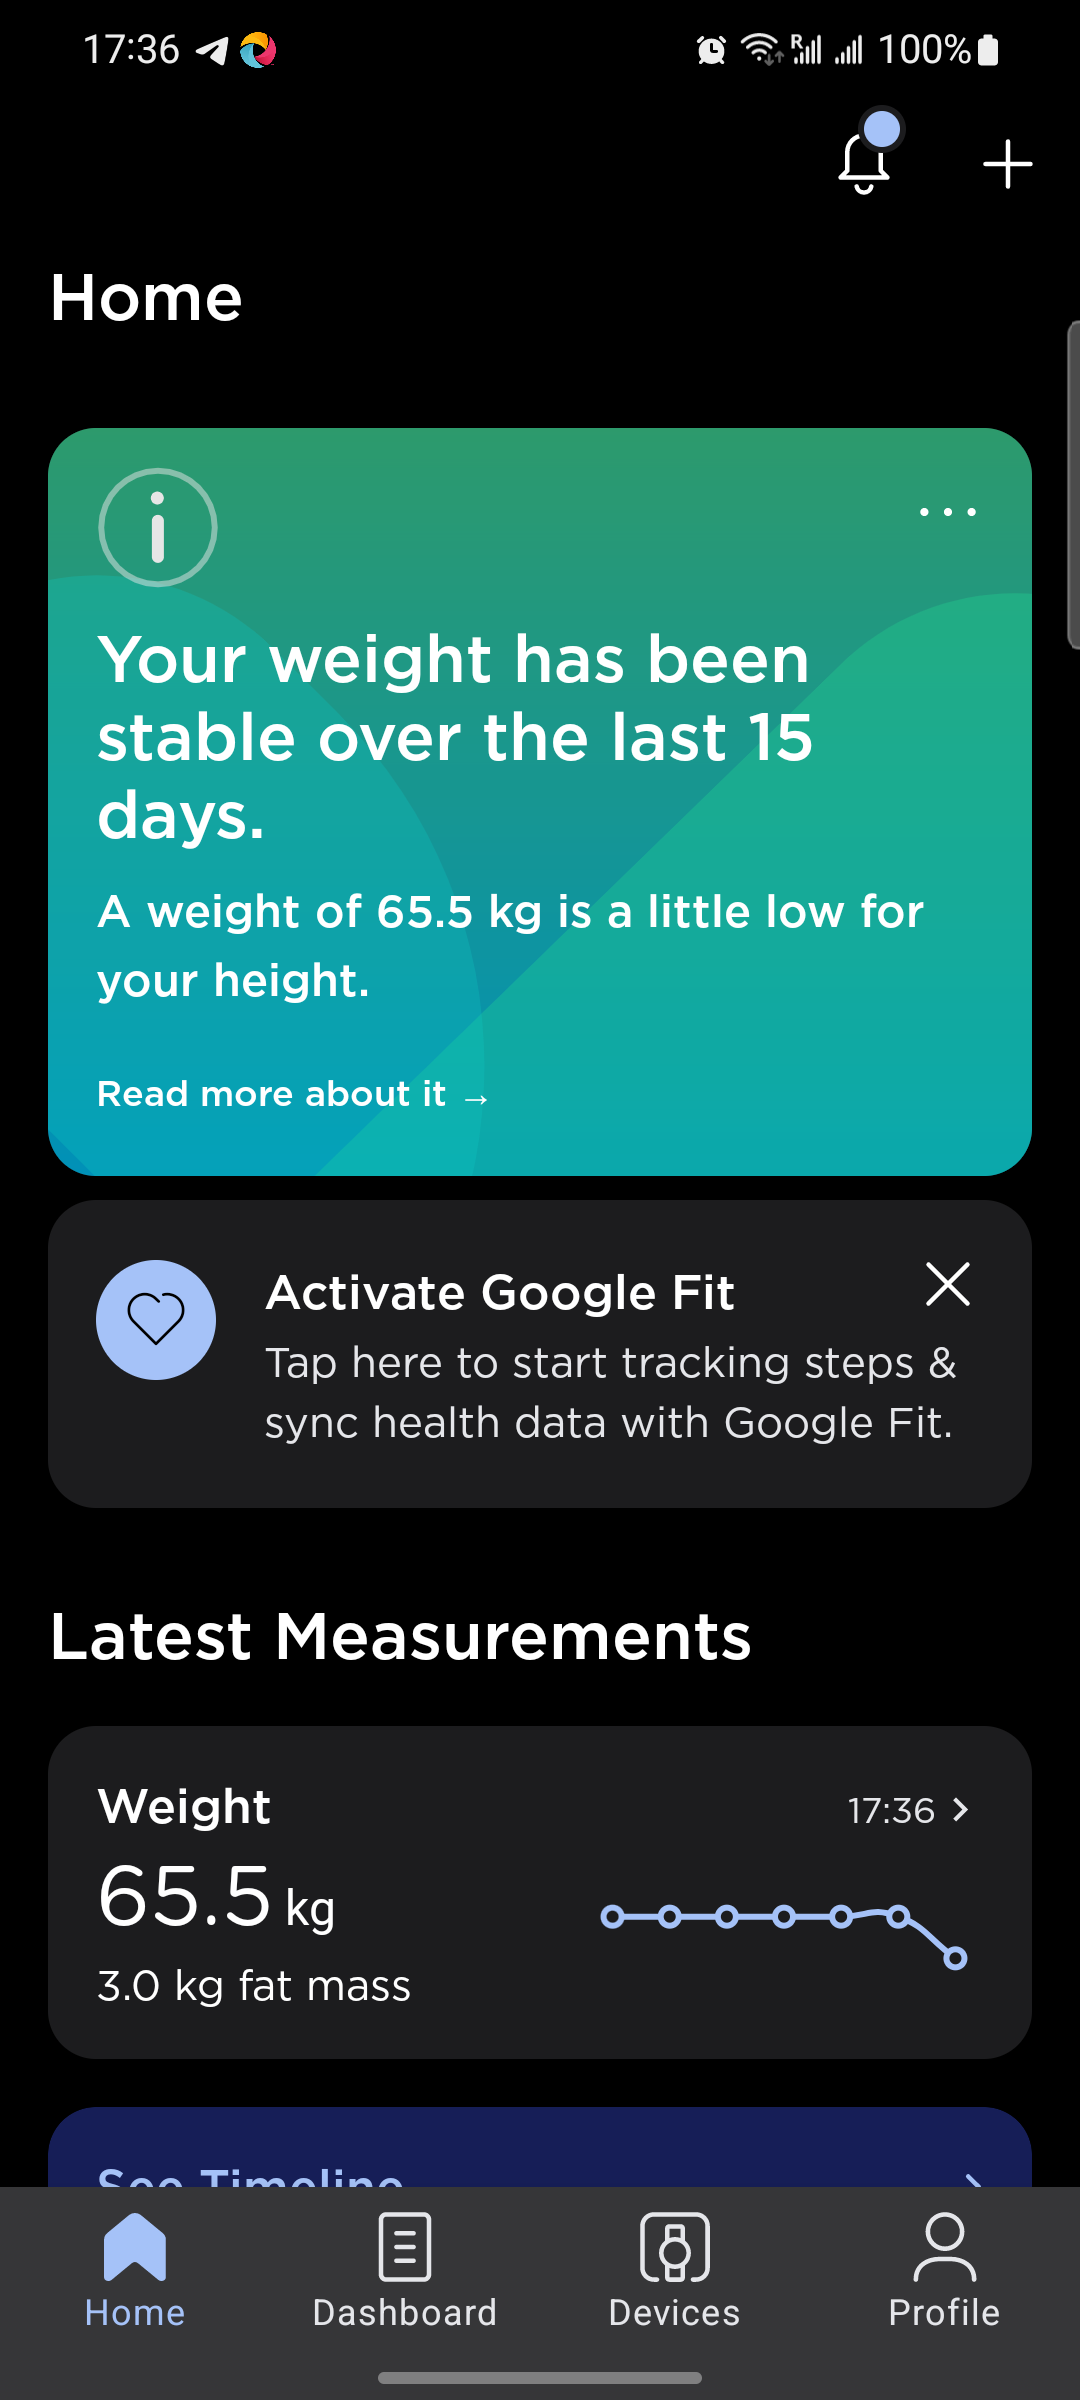 17:36
R
100%
Home
Your weight has been
stable over the last 15
days.
A weight of 65.5 kg is a little low for
your height.
Read more about it →
Activate Google Fit
Tap here to start tracking steps &
sync health data with Google Fit.
Latest Measurements
Weight
17:36
65.5 kg
3.0 kg fat mass
See Timeline
Home
Dashboard
Devices
Profile